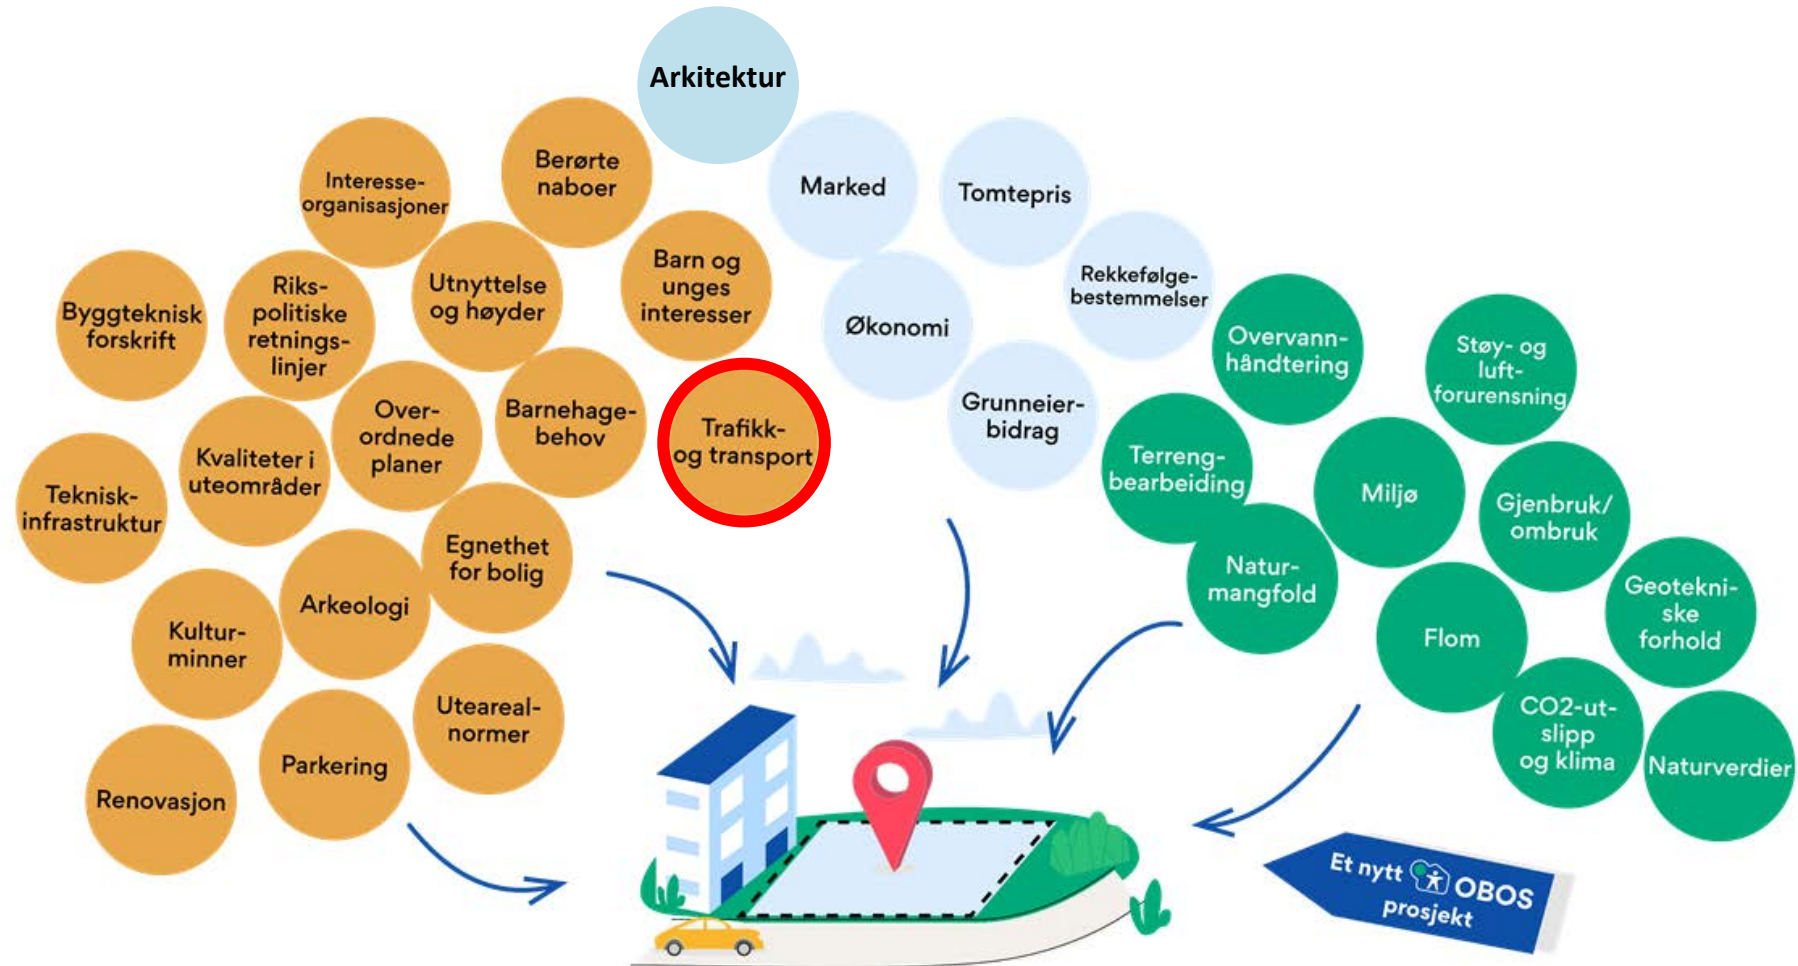 Arkitektur
Interesse-
organisasjoner
Berørte
naboer
Byggteknisk
forskrift
Riks-
politiske
retnings-
linjer
Utnyttelse
og høyder
Barn og
unges
interesser
Teknisk-
infrastruktur
Kvaliteter i
uteområder
Over-
ordnede
planer
Barnehage-
behov
Trafikk-
og transport
Egnethet
for bolig
Arkeologi
Kultur-
minner
Uteareal-
normer
Parkering
Renovasjon
Marked
Tomtepris
Økonomi
Rekkefølge-
bestemmelser
Grunneier-
bidrag
Overvann-
håndtering
Støy- og
luft-
forurensning
Terreng-
bearbeiding
Miljø
Gjenbruk/
ombruk
Natur-
mangfold
Flom
Geotekni-
ske
forhold
CO2-ut-
slipp
og klima
Naturverdier
Et nytt OBOS
prosjekt